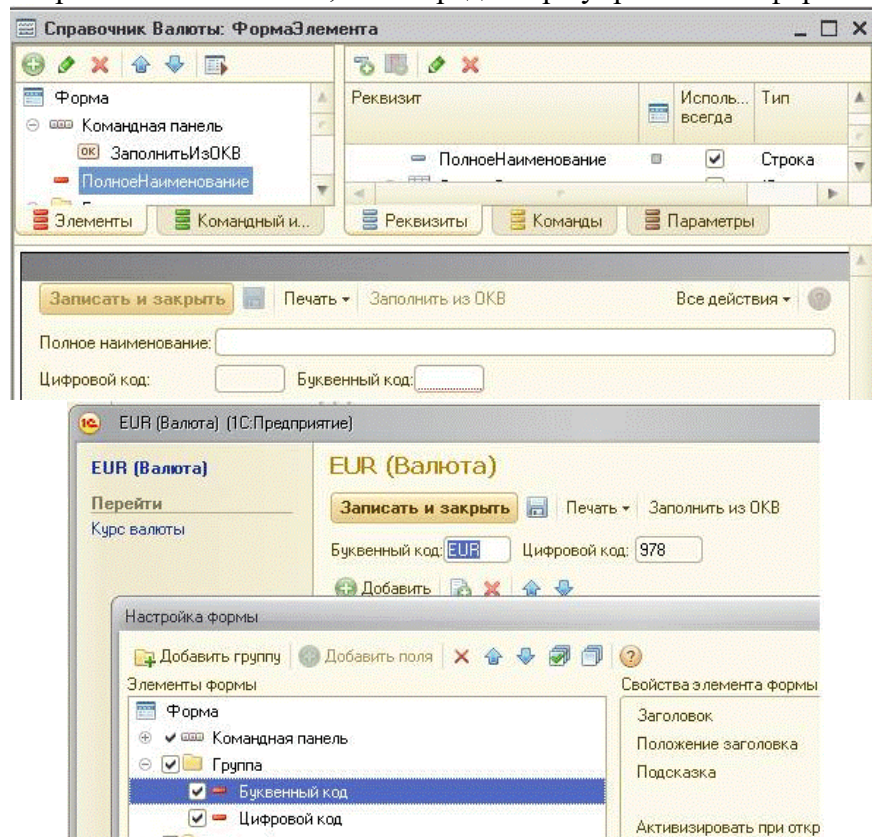 Справочник Валюты: ФормаЭлемента
Форма
Командная панель
ЗаполнитьИзОКВ
ПолноеНаименование
Реквизит Исполь... всегда Тип
ПолноеНаименование Строка
Элементы Командный и... Реквизиты Команды Параметры
Записать и закрыть Печать Заполнить из ОКВ Все действия
Полное наименование:
Цифровой код: Буквенный код:
EUR (Валюта) (1С:Предприятие)
EUR (Валюта)
Перейти
Курс валюты
EUR (Валюта)
Записать и закрыть Печать Заполнить из ОКВ
Буквенный код: EUR Цифровой код: 978
Добавить
Настройка формы
Добавить группу Добавить поля
Элементы формы
Форма
Командная панель
Группа
Буквенный код
Цифровой код
Свойства элемента формы
Заголовок
Положение заголовка
Подсказка
Активизировать при откр